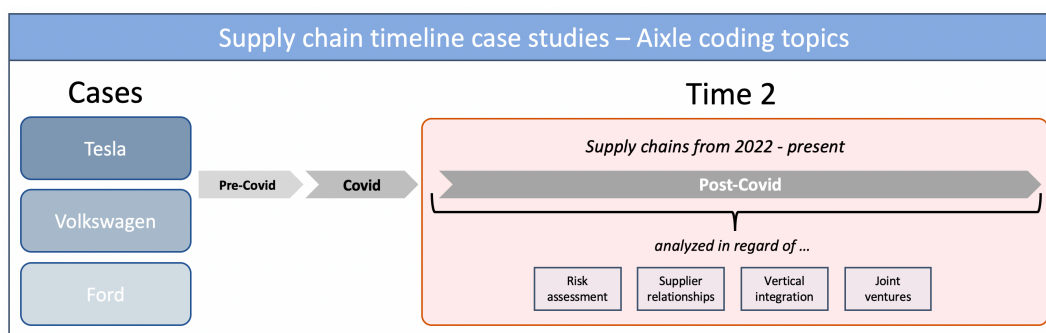 Supply chain timeline case studies – Aixle coding topics
Cases
Time 2
Tesla
Volkswagen
Ford
Pre-Covid
Covid
Supply chains from 2022 - present
Post-Covid
analyzed in regard of ...
Risk
assessment
Supplier
relationships
Vertical
integration
Joint
ventures